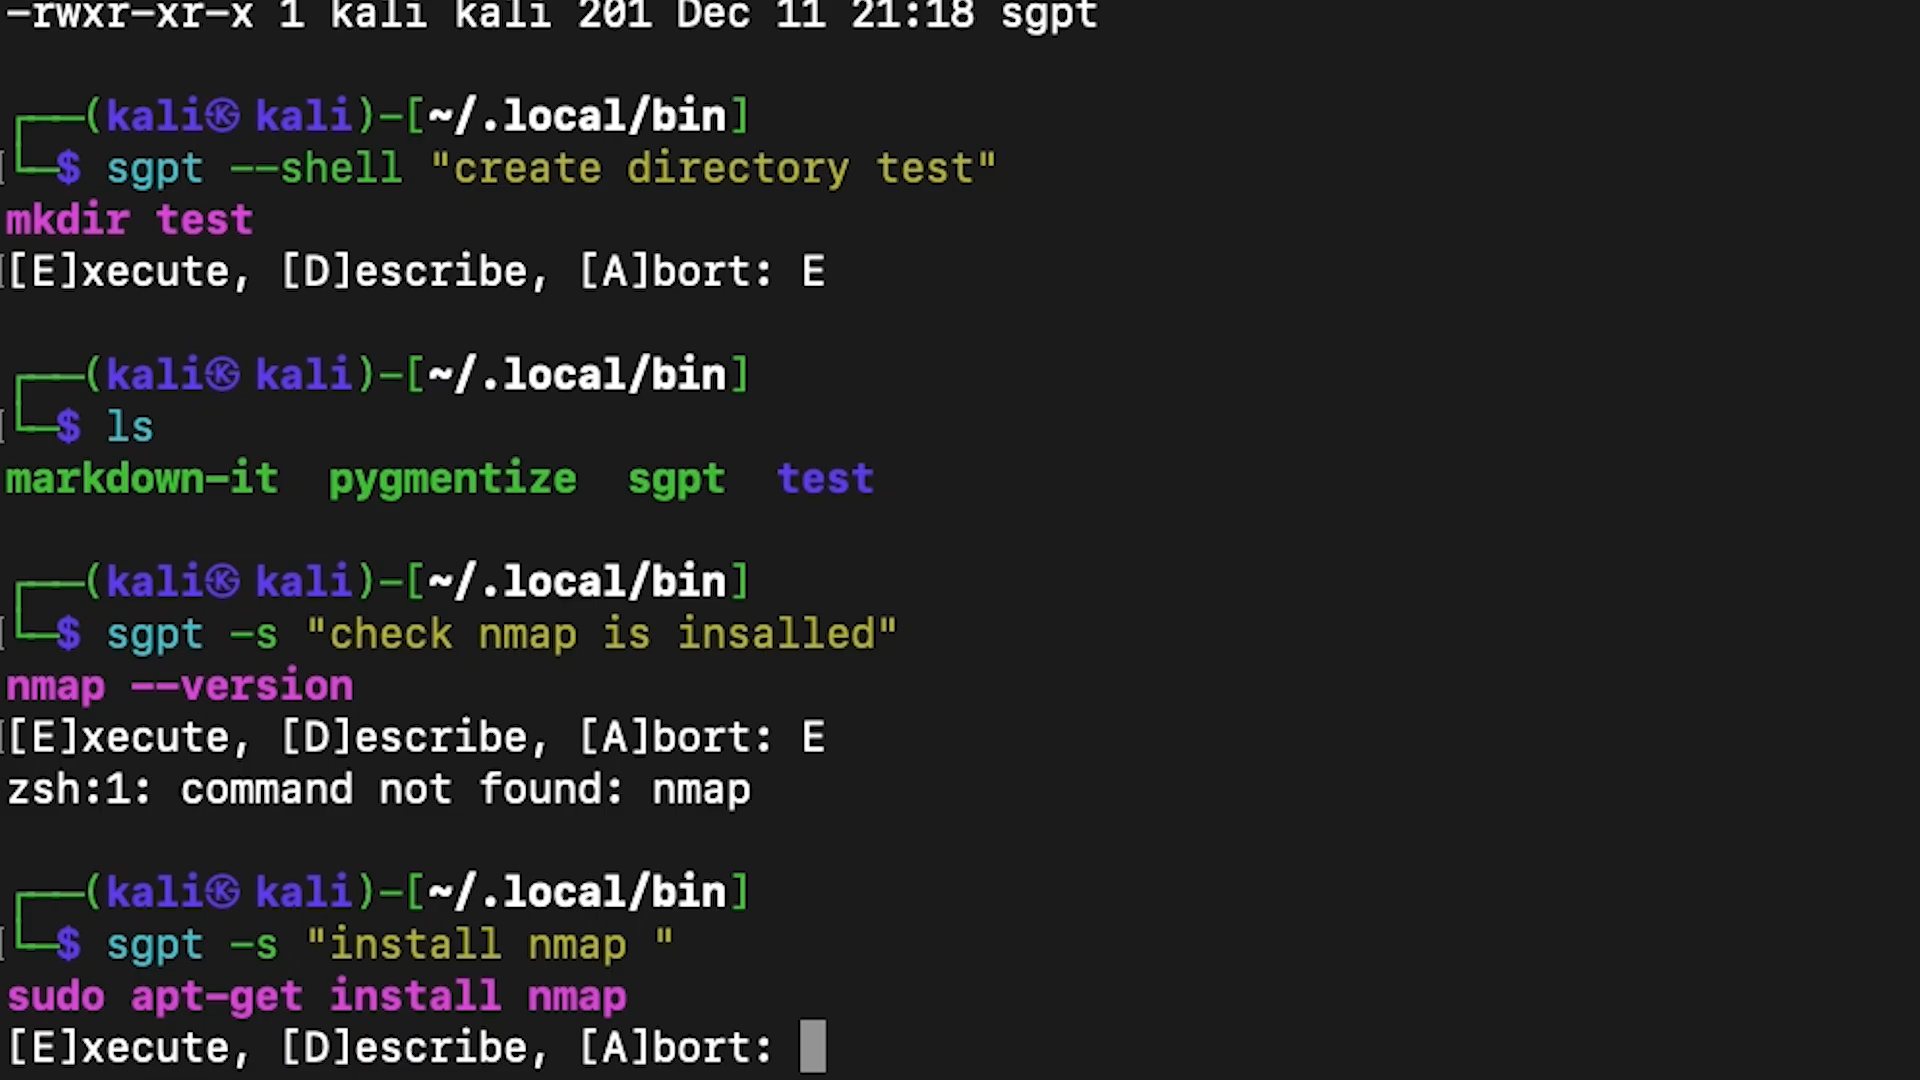 -rwxr-xr-x 1 kali kali 201 Dec 11 21:18 sgpt
┌──(kali㉿kali)-[~/.local/bin]
└─$ sgpt --shell "create directory test"
mkdir test
[E]xecute, [D]escribe, [A]bort: E
┌──(kali㉿kali)-[~/.local/bin]
└─$ ls
markdown-it  pygmentize  sgpt  test
┌──(kali㉿kali)-[~/.local/bin]
└─$ sgpt -s "check nmap is insalled"
nmap --version
[E]xecute, [D]escribe, [A]bort: E
zsh:1: command not found: nmap
┌──(kali㉿kali)-[~/.local/bin]
└─$ sgpt -s "install nmap "
sudo apt-get install nmap
[E]xecute, [D]escribe, [A]bort: